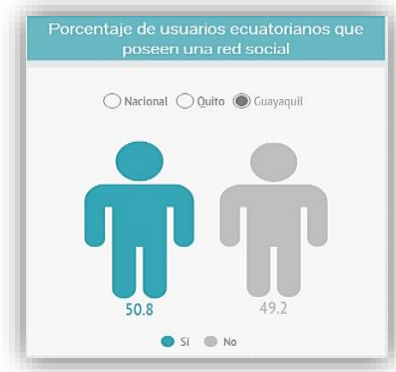 Porcentaje de usuarios ecuatorianos que
poseen una red social
Nacional Quito Guayaquil
50.8 49.2
Si No